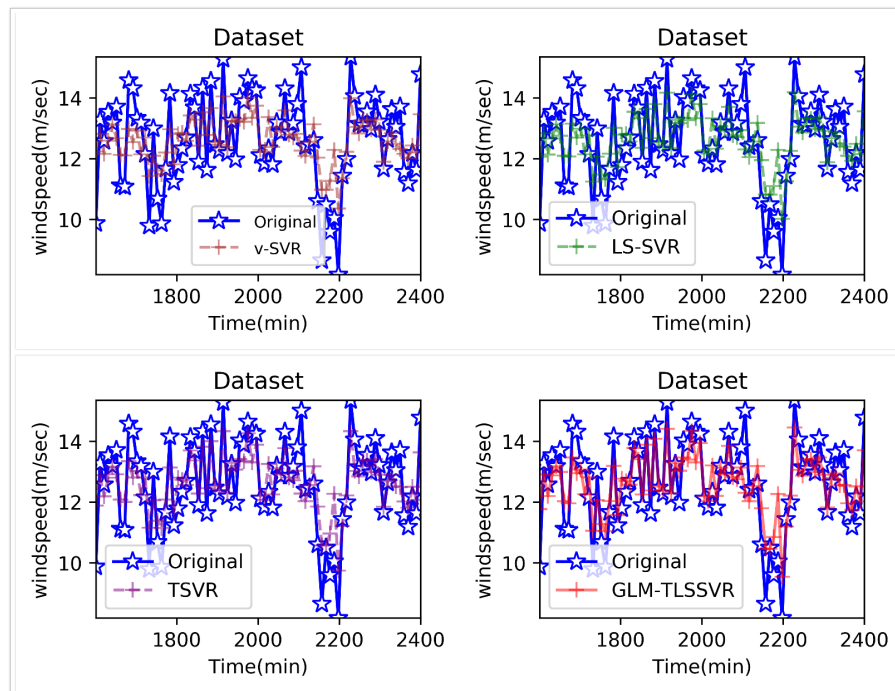 Dataset
14
12
10
windspeed(m/sec)
Original
v-SVR
1800 2000 2200 2400
Time(min)
Dataset
14
12
10
windspeed(m/sec)
Original
LS-SVR
1800 2000 2200 2400
Time(min)
Dataset
14
12
10
windspeed(m/sec)
Original
TSVR
1800 2000 2200 2400
Time(min)
Dataset
14
12
10
windspeed(m/sec)
Original
GLM-TLSSVR
1800 2000 2200 2400
Time(min)